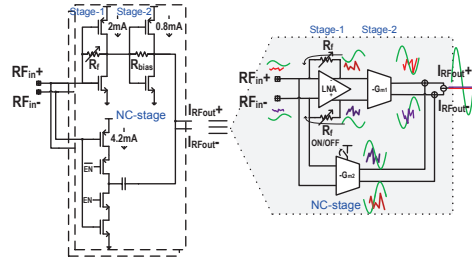 Stage-1 Stage-2
2mA 0.8mA
Rf
Rbias
RFin+
RFin-
NC-stage
4.2mA
EN
EN
IRFout+
IRFout-
Stage-1 Stage-2
Rf
RFin+
RFin-
LNA
-Gm1
Rf
ON/OFF
-Gm2
NC-stage
IRFout+
IRFout-